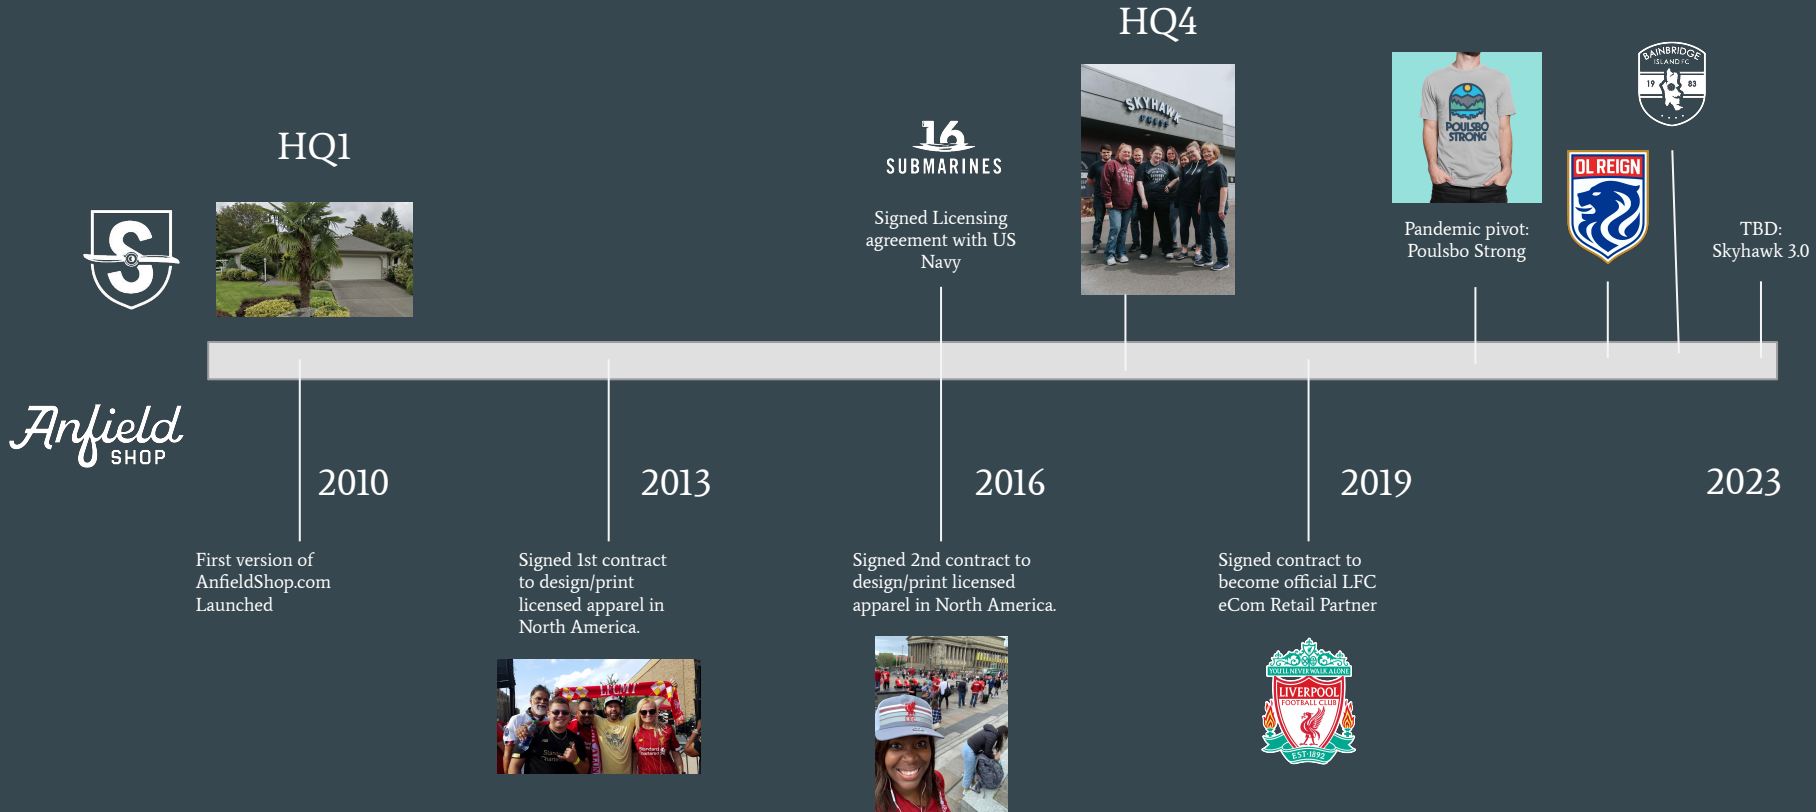 HQ4
BAINBRIDGE
ISLAND FC
19 83
HQ1
16
SUBMARINES
SKYHAWK
PRESS
POULSBO
STRONG
OL REIGN
S
Signed Licensing
agreement with US
Navy
Pandemic pivot:
Poulsbo Strong
TBD:
Skyhawk 3.0
Anfield
SHOP
2010
2013
2016
2019
2023
First version of
AnfieldShop.com
Launched
Signed 1st contract
to design/print
licensed apparel in
North America.
Signed 2nd contract to
design/print licensed
apparel in North America.
Signed contract to
become official LFC
eCom Retail Partner
YOU'LL NEVER WALK ALONE
LIVERPOOL
FOOTBALL CLUB
EST·1892